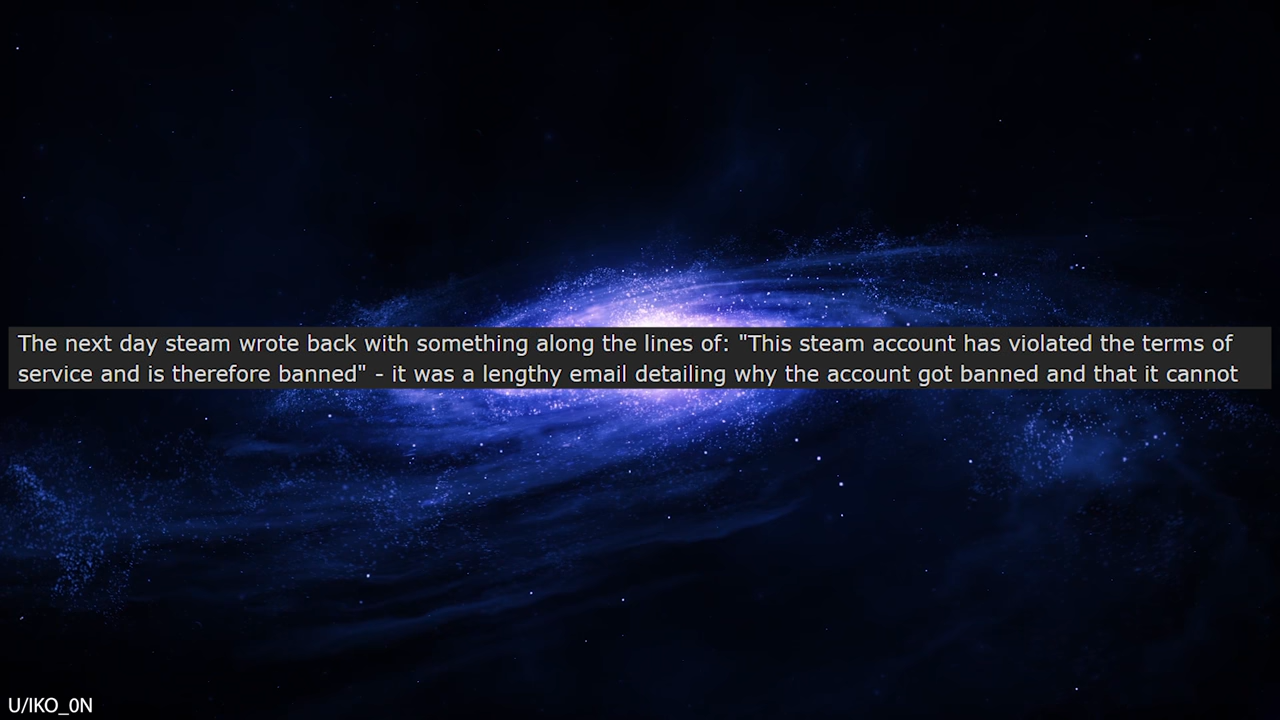 The next day steam wrote back with something along the lines of: "This steam account has violated the terms of
service and is therefore banned" - it was a lengthy email detailing why the account got banned and that it cannot
U/IKO_0N